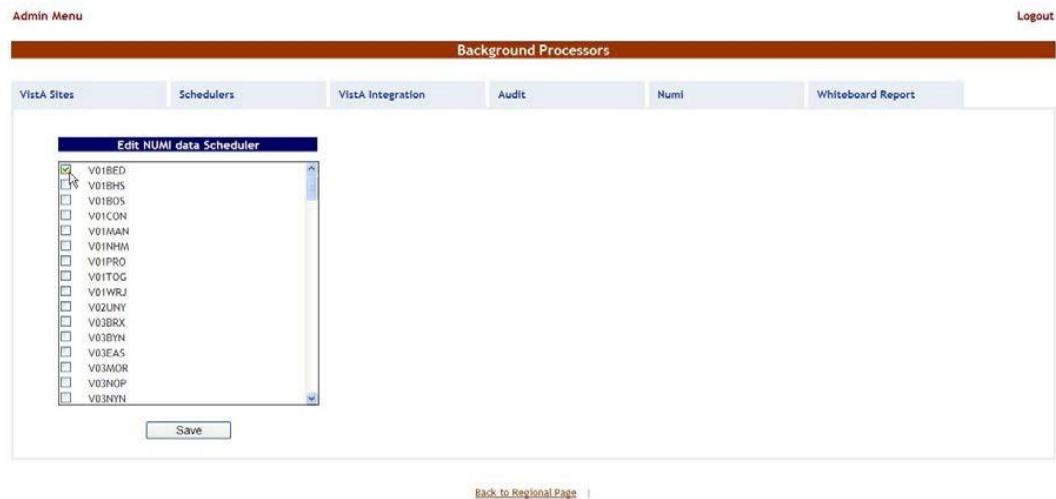 Admin Menu Logout
Background Processors
VistA Sites Schedulers VistA Integration Audit Numi Whiteboard Report
Edit NUMI data Scheduler
V01BED
V01BHS
V01BOS
V01CON
V01MAN
V01NHM
V01PRO
V01TOG
V01WRJ
V02UNY
V03BRX
V03BYN
V03EAS
V03MOR
V03NOP
V03NYN
Save
Back to Regional Page |